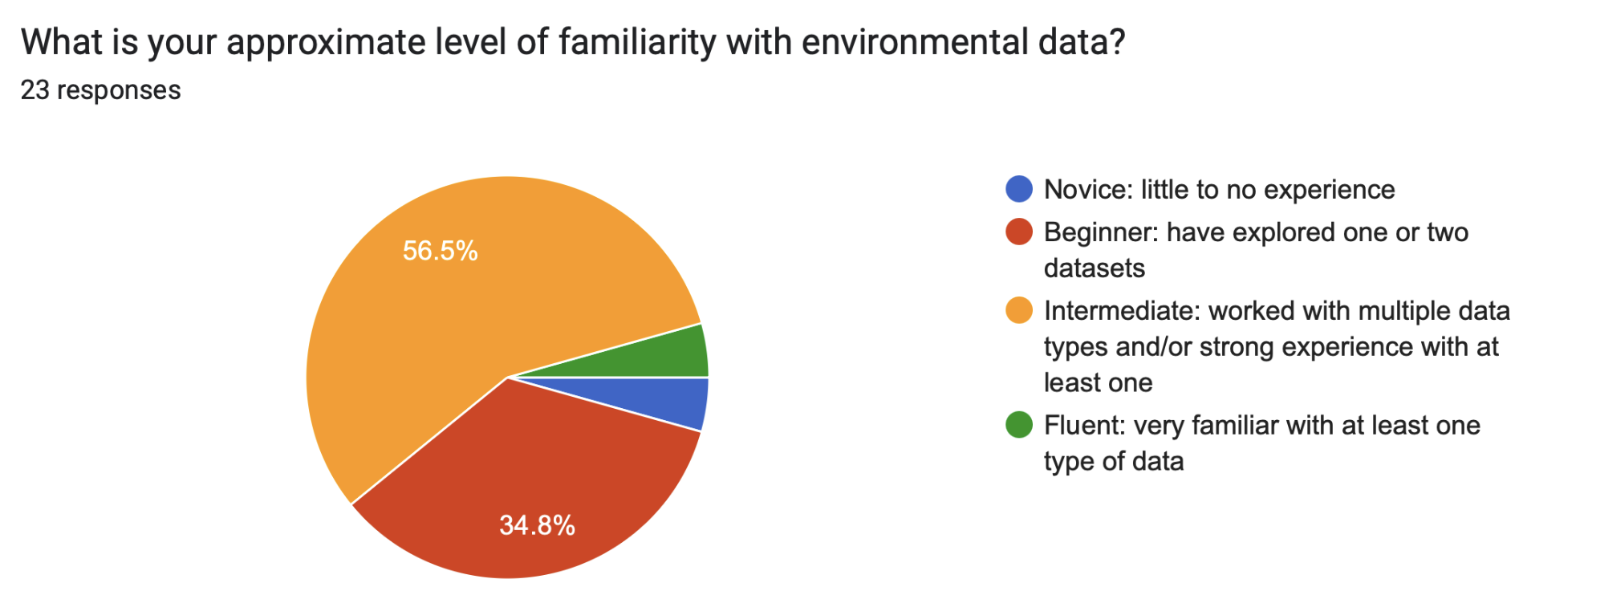 What is your approximate level of familiarity with environmental data?
23 responses
56.5%
34.8%
Novice: little to no experience
Beginner: have explored one or two
datasets
Intermediate: worked with multiple data
types and/or strong experience with at
least one
Fluent: very familiar with at least one
type of data